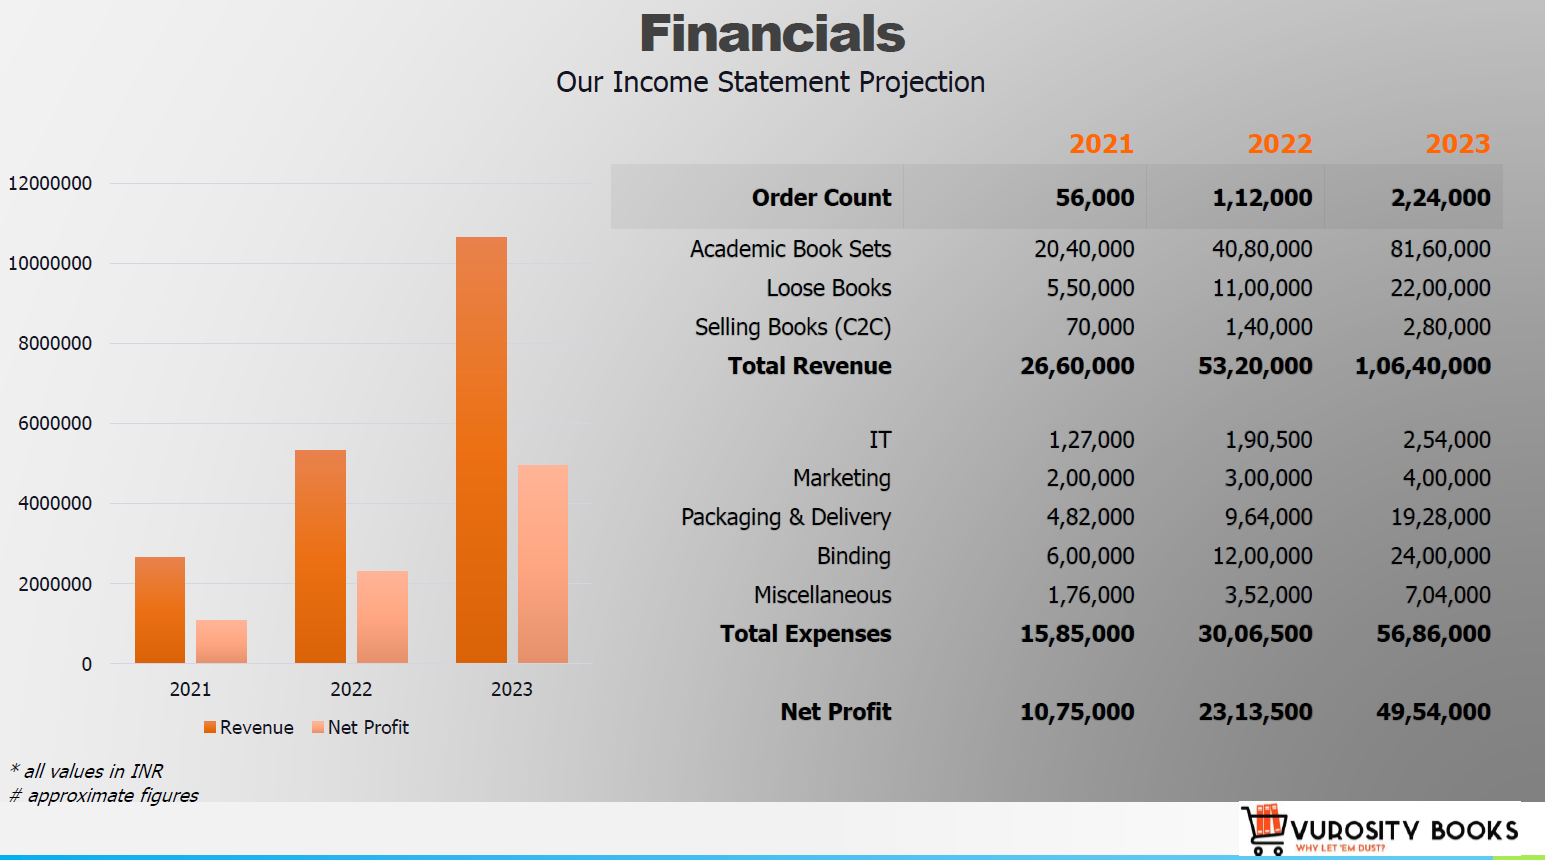 Financials
Our Income Statement Projection
12000000
10000000
8000000
6000000
4000000
2000000
0
2021 2022 2023
Revenue Net Profit
* all values in INR
# approximate figures
2021 2022 2023
Order Count 56,000 1,12,000 2,24,000
Academic Book Sets 20,40,000 40,80,000 81,60,000
Loose Books 5,50,000 11,00,000 22,00,000
Selling Books (C2C) 70,000 1,40,000 2,80,000
Total Revenue 26,60,000 53,20,000 1,06,40,000
IT 1,27,000 1,90,500 2,54,000
Marketing 2,00,000 3,00,000 4,00,000
Packaging & Delivery 4,82,000 9,64,000 19,28,000
Binding 6,00,000 12,00,000 24,00,000
Miscellaneous 1,76,000 3,52,000 7,04,000
Total Expenses 15,85,000 30,06,500 56,86,000
Net Profit 10,75,000 23,13,500 49,54,000
VUROSITY BOOKS
WHY LET 'EM DUST?